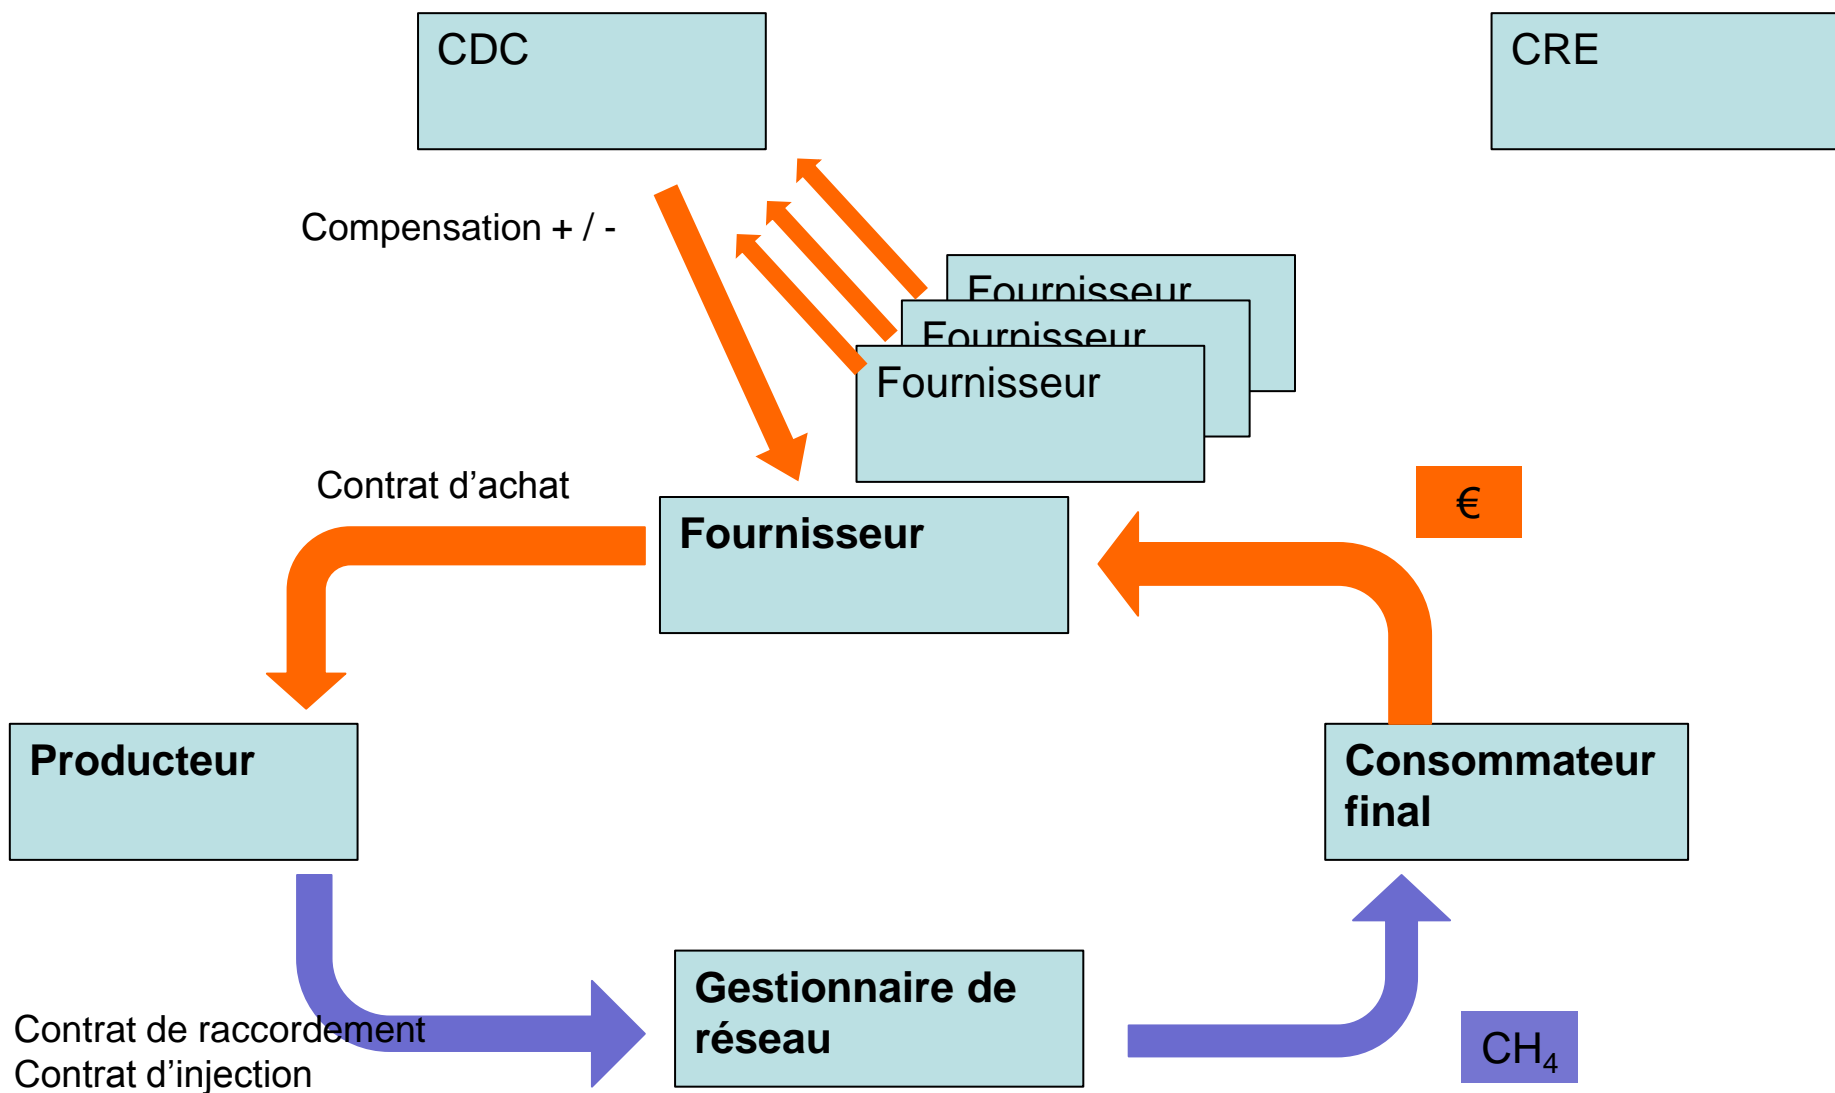 CDC
CRE
Compensation + / -
Fournisseur
Fournisseur
Fournisseur
Contrat d’achat
€
Fournisseur
Producteur
Consommateur
final
Gestionnaire de
réseau
Contrat de raccordement
Contrat d’injection
CH₄